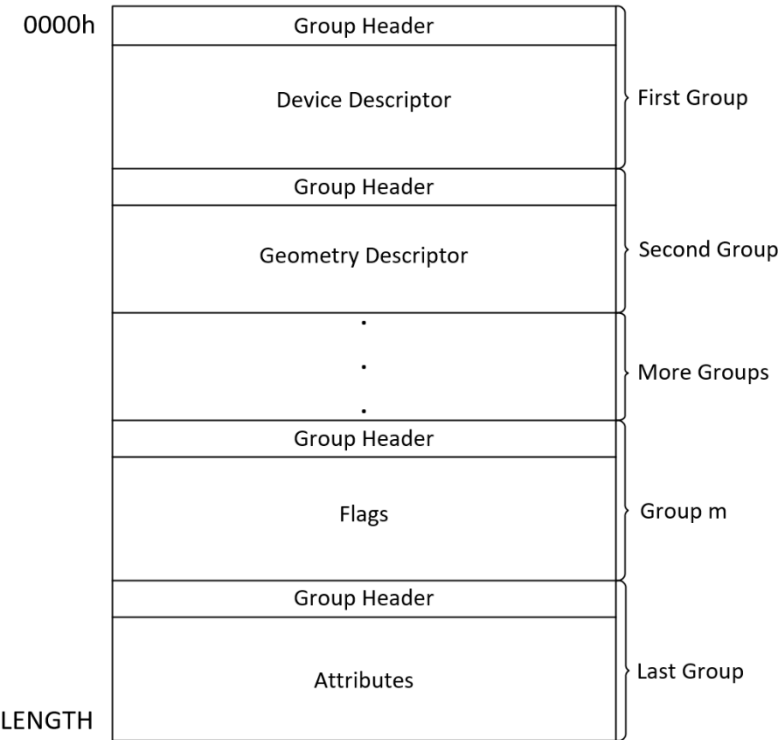 0000h
Group Header
Device Descriptor
First Group
Group Header
Geometry Descriptor
Second Group
.
.
.
More Groups
Group Header
Flags
Group m
Group Header
Attributes
Last Group
LENGTH